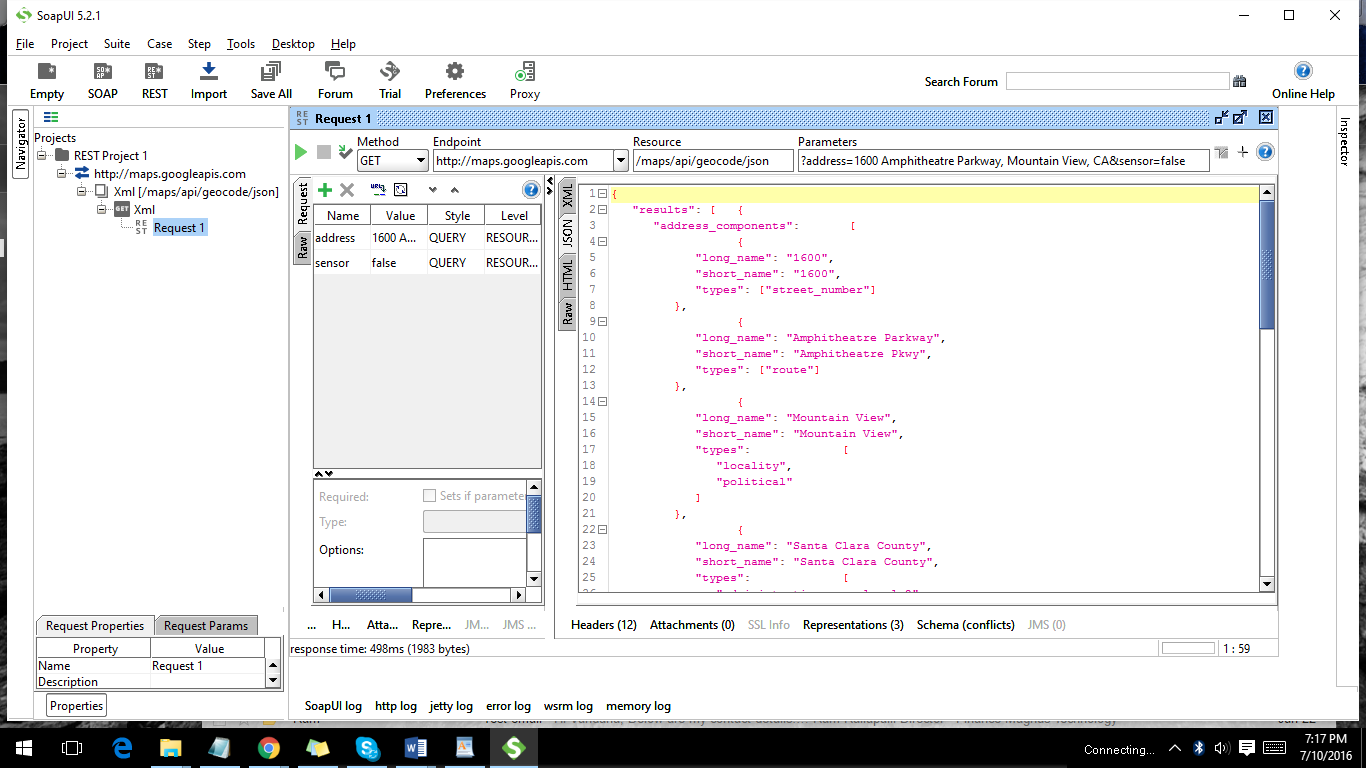 SoapUI 5.2.1
File Project Suite Case Step Tools Desktop Help
Empty SOAP REST Import Save All Forum Trial Preferences Proxy Search Forum Online Help
Navigator
Projects
REST Project 1
http://maps.googleapis.com
Xml [/maps/api/geocode/json]
GET Xml
REST Request 1
Request Properties Request Params
Property Value
Name Request 1
Description
Properties
REST Request 1
Method Endpoint Resource Parameters
GET http://maps.googleapis.com /maps/api/geocode/json ?address=1600 Amphitheatre Parkway, Mountain View, CA&sensor=false
Request
Raw
Name Value Style Level
address 1600 A... QUERY RESOUR...
sensor false QUERY RESOUR...
Required: Sets if paramete
Type:
Options:
... H... Atta... Repre... JM... JMS ...
XML
JSON
HTML
Raw
1 {
2 "results": [ {
3 "address_components": [
4 {
5 "long_name": "1600",
6 "short_name": "1600",
7 "types": ["street_number"]
8 },
9 {
10 "long_name": "Amphitheatre Parkway",
11 "short_name": "Amphitheatre Pkwy",
12 "types": ["route"]
13 },
14 {
15 "long_name": "Mountain View",
16 "short_name": "Mountain View",
17 "types": [
18 "locality",
19 "political"
20 ]
21 },
22 {
23 "long_name": "Santa Clara County",
24 "short_name": "Santa Clara County",
25 "types": [
Headers (12) Attachments (0) SSL Info Representations (3) Schema (conflicts) JMS (0)
response time: 498ms (1983 bytes) 1 : 59
SoapUI log http log jetty log error log wsrm log memory log
Inspector
Connecting... 7:17 PM
7/10/2016